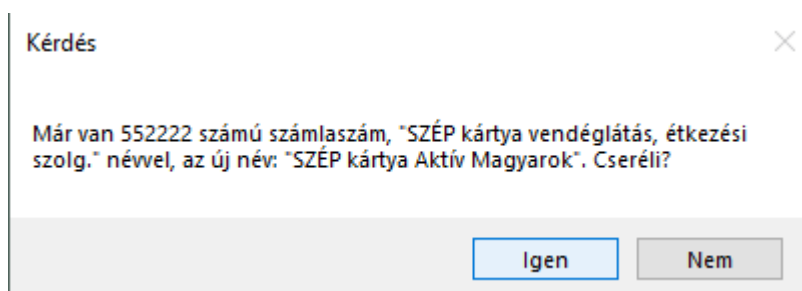 Kérdés
Már van 552222 számú számlaszám, "SZÉP kártya vendéglátás, étkezési
szolg." névvel, az új név: "SZÉP kártya Aktív Magyarok". Cseréli?
Igen
Nem